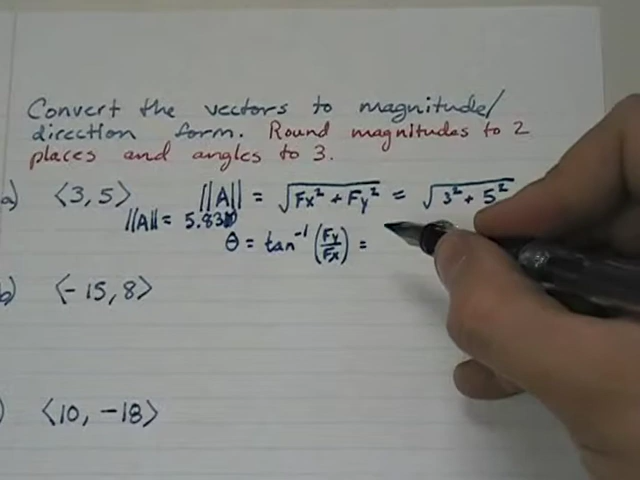 Convert the vectors to magnitude/
direction form. Round magnitudes to 2
places and angles to 3.
a) ⟨3, 5⟩ ||A|| = √(Fx² + Fy²) = √(3² + 5²)
||A|| = 5.83
θ = tan⁻¹ (Fy/Fx) =
b) ⟨-15, 8⟩
) ⟨10, -18⟩